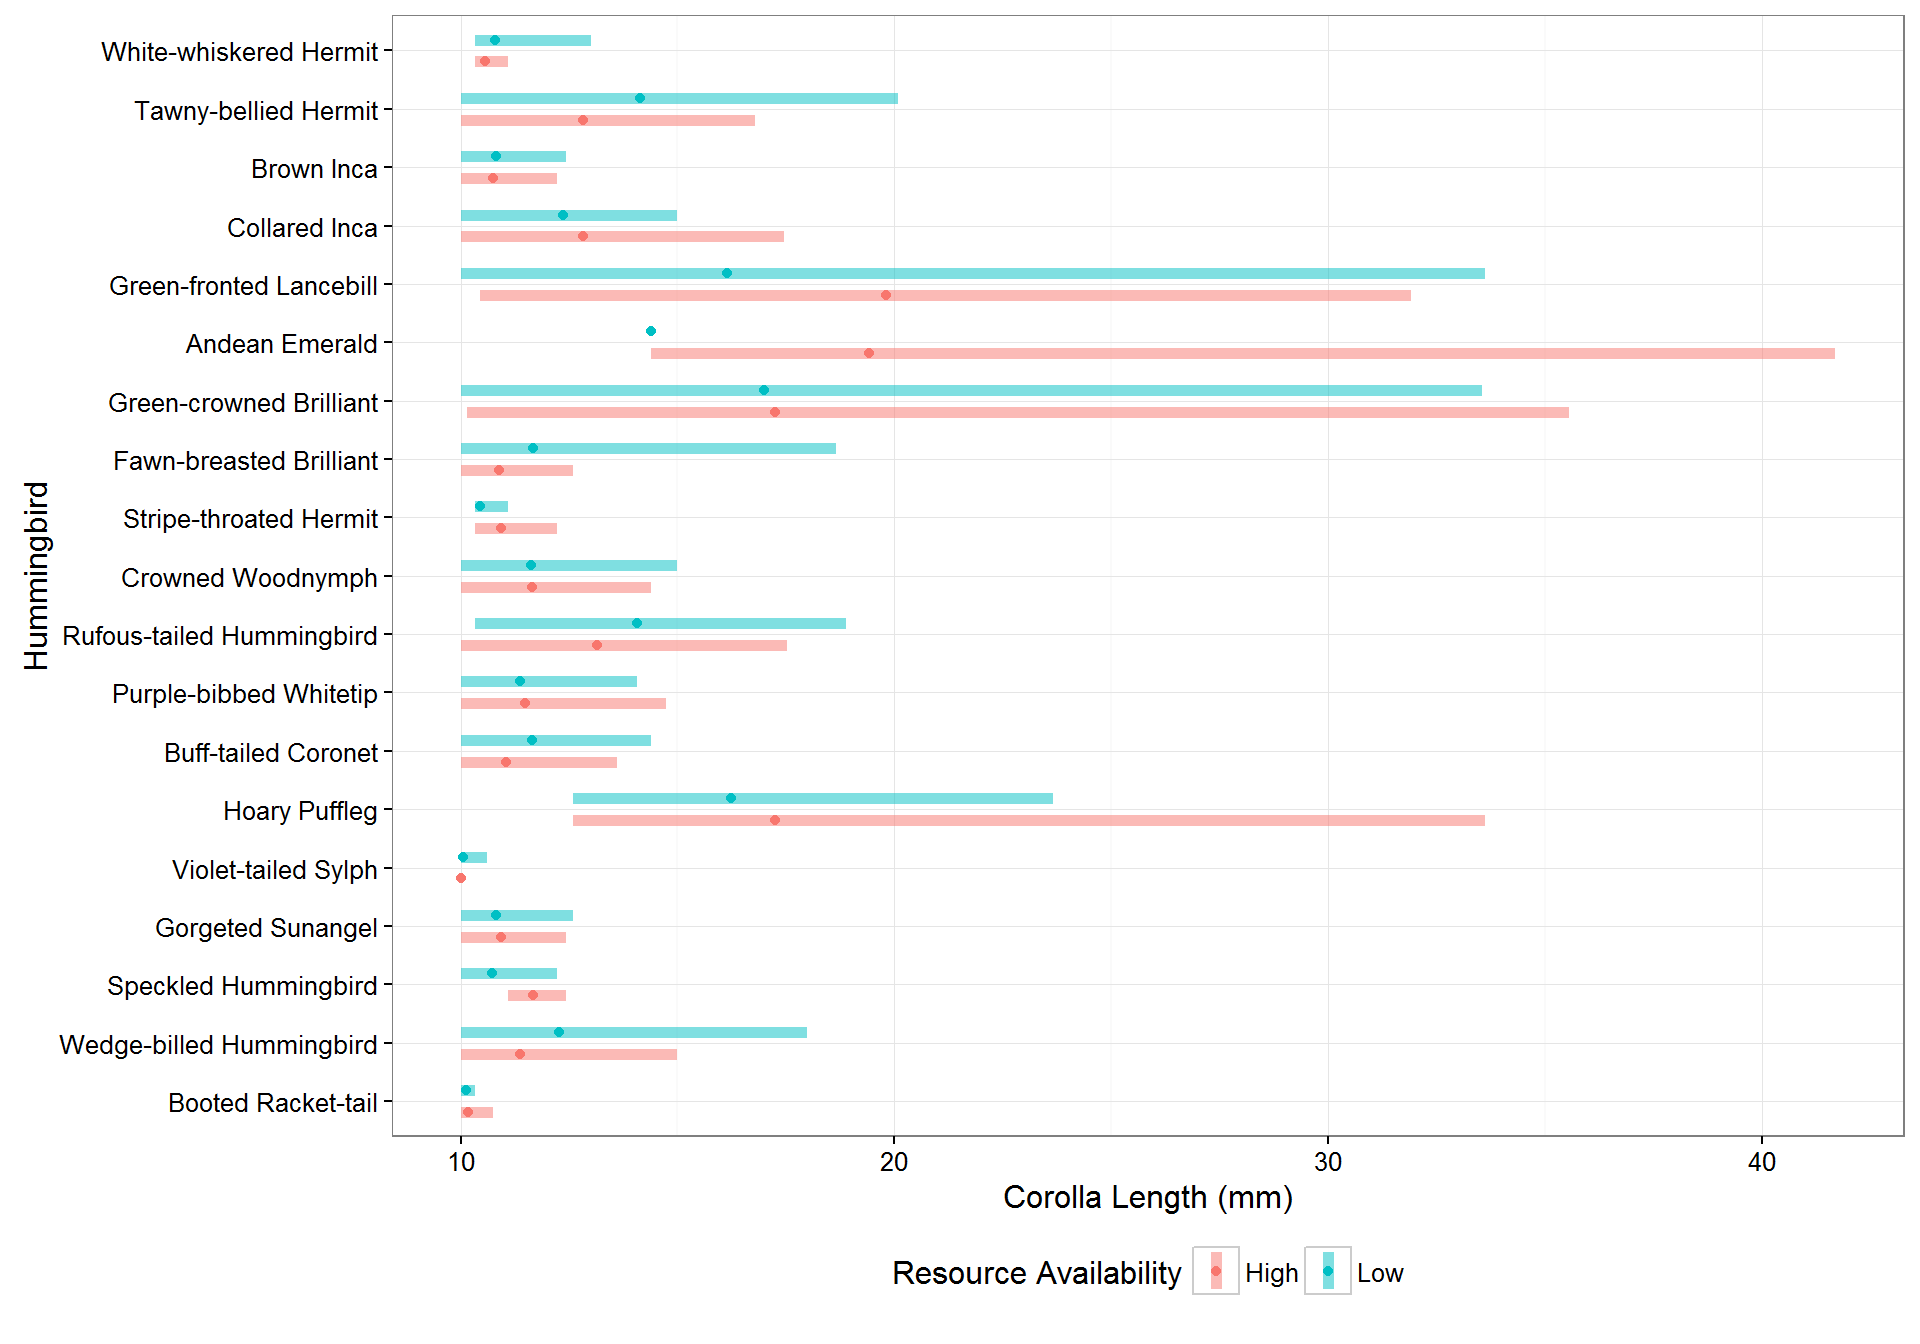 White-whiskered Hermit
Tawny-bellied Hermit
Brown Inca
Collared Inca
Green-fronted Lancebill
Andean Emerald
Green-crowned Brilliant
Fawn-breasted Brilliant
Stripe-throated Hermit
Crowned Woodnymph
Rufous-tailed Hummingbird
Purple-bibbed Whitetip
Buff-tailed Coronet
Hoary Puffleg
Violet-tailed Sylph
Gorgeted Sunangel
Speckled Hummingbird
Wedge-billed Hummingbird
Booted Racket-tail
Hummingbird
10 20 30 40
Corolla Length (mm)
Resource Availability High Low